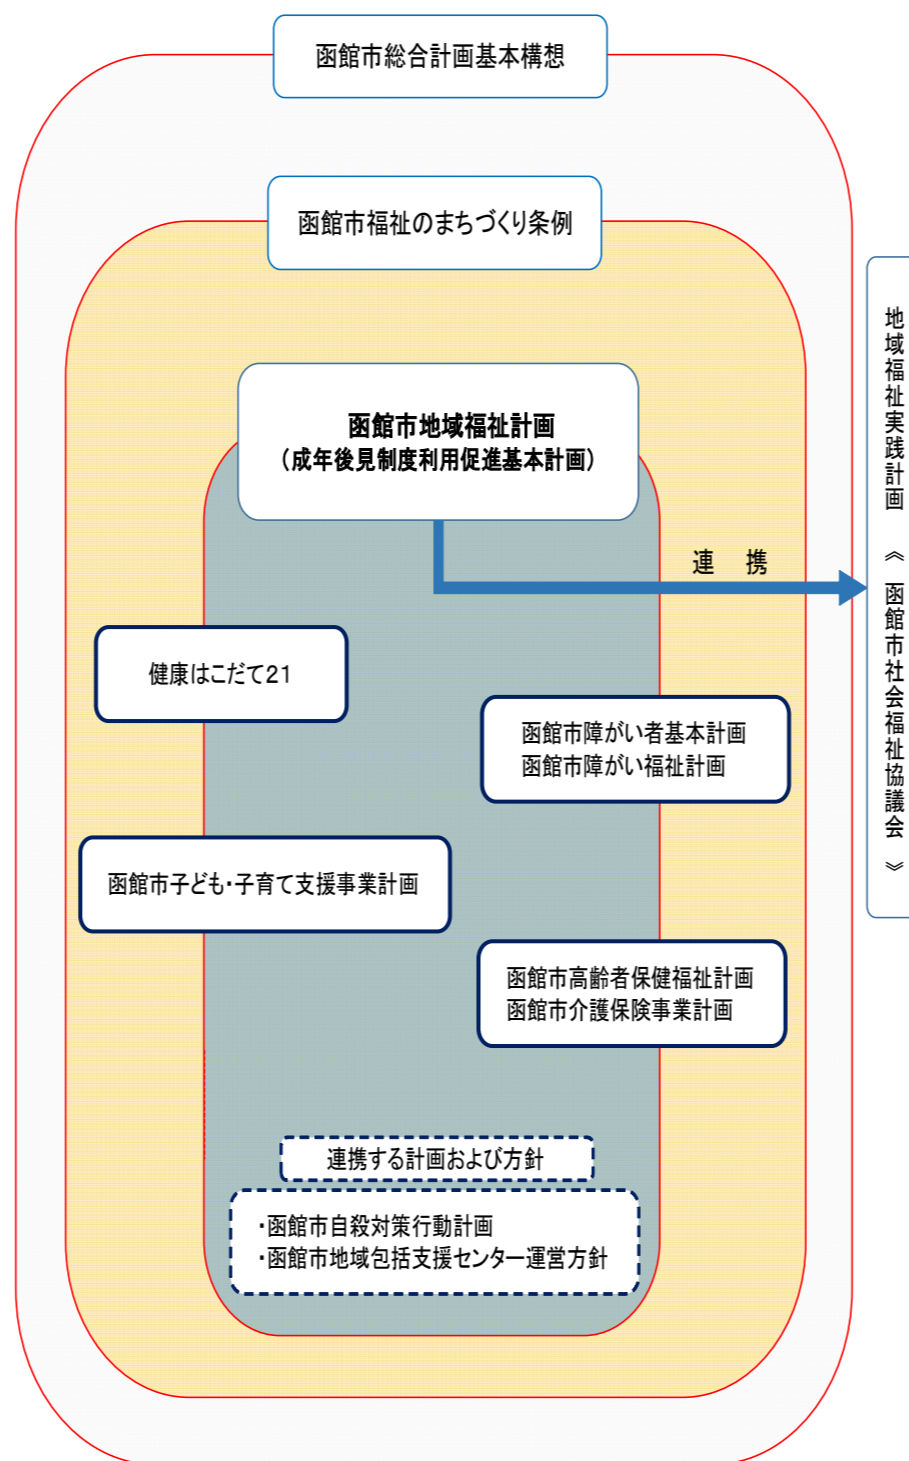 函館市総合計画基本構想
函館市福祉のまちづくり条例
函館市地域福祉計画
（成年後見制度利用促進基本計画）
連　携
地域福祉実践計画　《　函館市社会福祉協議会　》
健康はこだて21
函館市障がい者基本計画
函館市障がい福祉計画
函館市子ども・子育て支援事業計画
函館市高齢者保健福祉計画
函館市介護保険事業計画
連携する計画および方針
・函館市自殺対策行動計画
・函館市地域包括支援センター運営方針